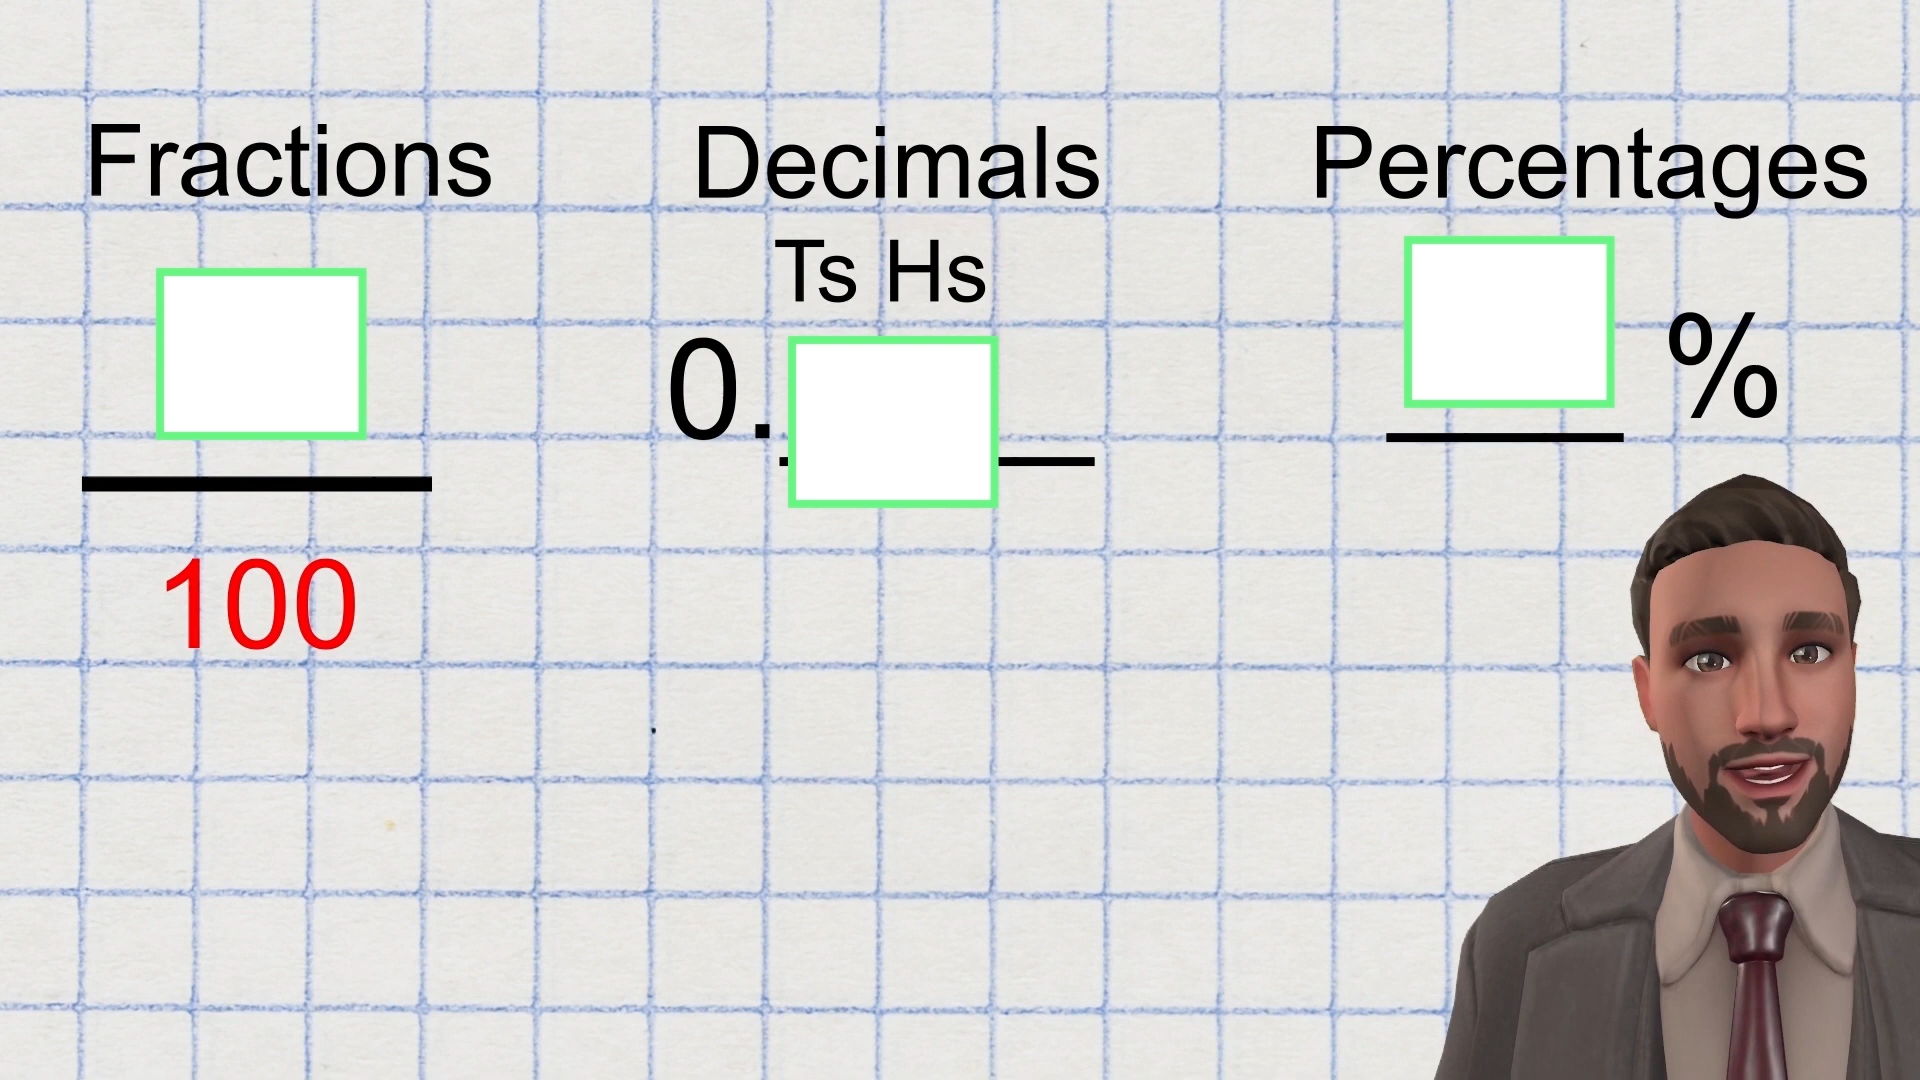 Fractions
100
Decimals
Ts Hs
0.
Percentages
%